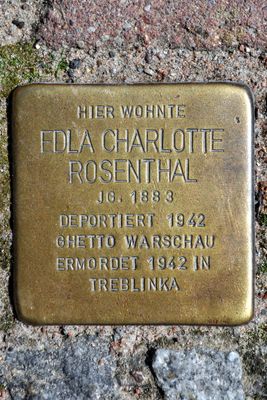 HIER WOHNTE
EDLA CHARLOTTE
ROSENTHAL
JG. 1883
DEPORTIERT 1942
GHETTO WARSCHAU
ERMORDET 1942 IN
TREBLINKA